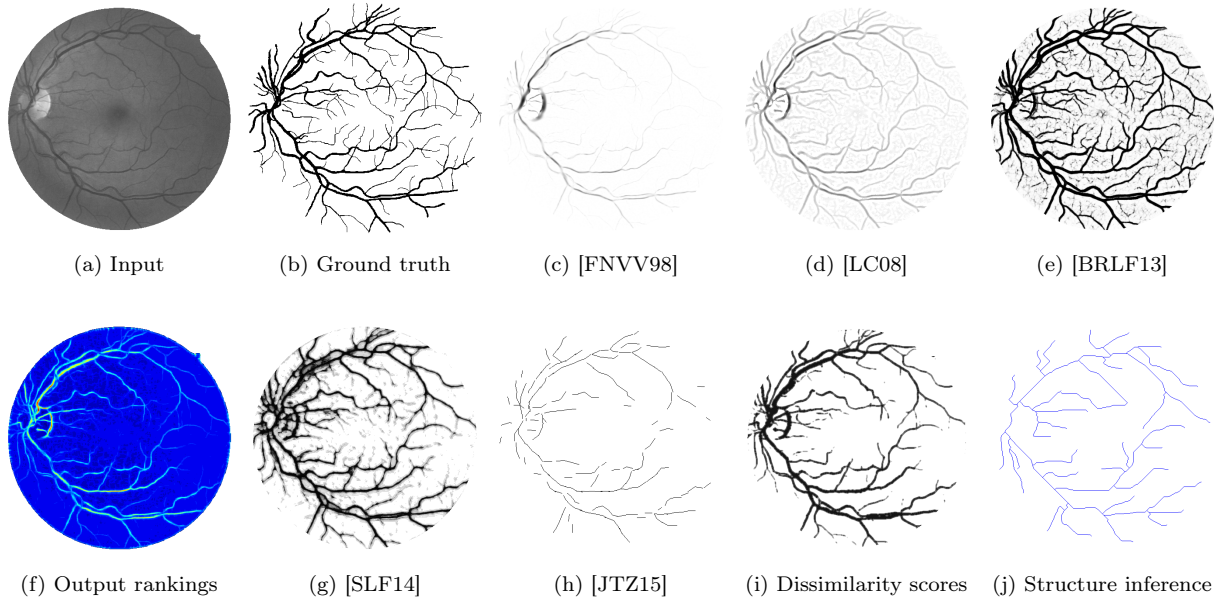 (a) Input
(b) Ground truth
(c) [FNVV98]
(d) [LC08]
(e) [BRLF13]
(f) Output rankings
(g) [SLF14]
(h) [JTZ15]
(i) Dissimilarity scores
(j) Structure inference